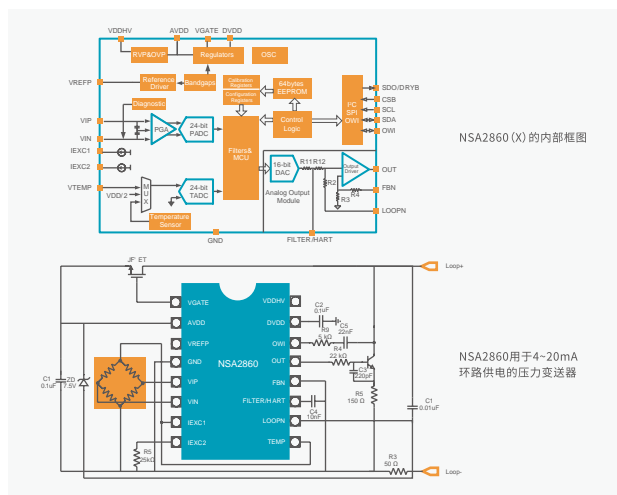 VDDHV
AVDD
VGATE
DVDD
RVP&OVP
Regulators
OSC
VREFP
Reference
Driver
Bandgaps
Calibration
Registers
64bytes
EEPROM
Configuration
Registers
Diagnostic
VIP
VIN
PGA
24-bit
PADC
Control
Logic
I²C
SPI
OWI
SDO/DRYB
CSB
SCL
SDA
OWI
IEXC1
IEXC2
Filters&
MCU
16-bit
DAC
R11
R12
Output
Driver
OUT
VTEMP
VDD/2
M
U
X
24-bit
TADC
R2
R4
R3
FBN
Analog Output
Module
LOOPN
Temperature
Sensor
GND
FILTER/HART
NSA2860(X)的内部框图
JF' ET
Loop+
VGATE
AVDD
VREFP
GND
VIP
VIN
IEXC1
IEXC2
NSA2860
VDDHV
DVDD
OWI
OUT
FBN
FILTER/H ART
LOOPN
TEMP
C2
0.1uF
R9
5 kΩ
C5
22nF
R4
22 kΩ
C3
220pF
R5
150 Ω
C4
10nF
C1
0.1uF
ZD
7.5V
R5
25kΩ
C1
0.01uF
R3
50 Ω
Loop-
NSA2860用于4~20mA
环路供电的压力变送器